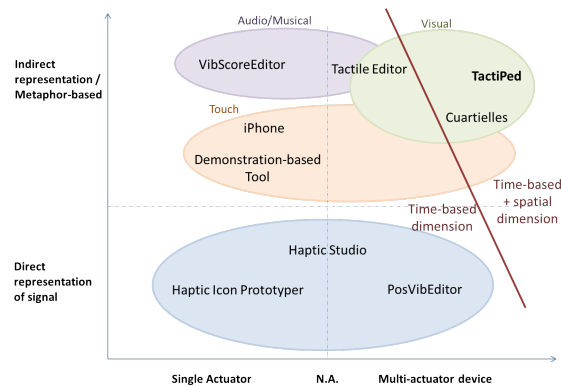 Audio/Musical
Visual
Indirect
representation /
Metaphor-based
VibScoreEditor
Tactile Editor
TactiPed
Touch
iPhone
Cuartielles
Demonstration-based
Tool
Time-based
+ spatial
dimension
Time-based
dimension
Haptic Studio
Direct
representation
of signal
Haptic Icon Prototyper
PosVibEditor
Single Actuator
N.A.
Multi-actuator device